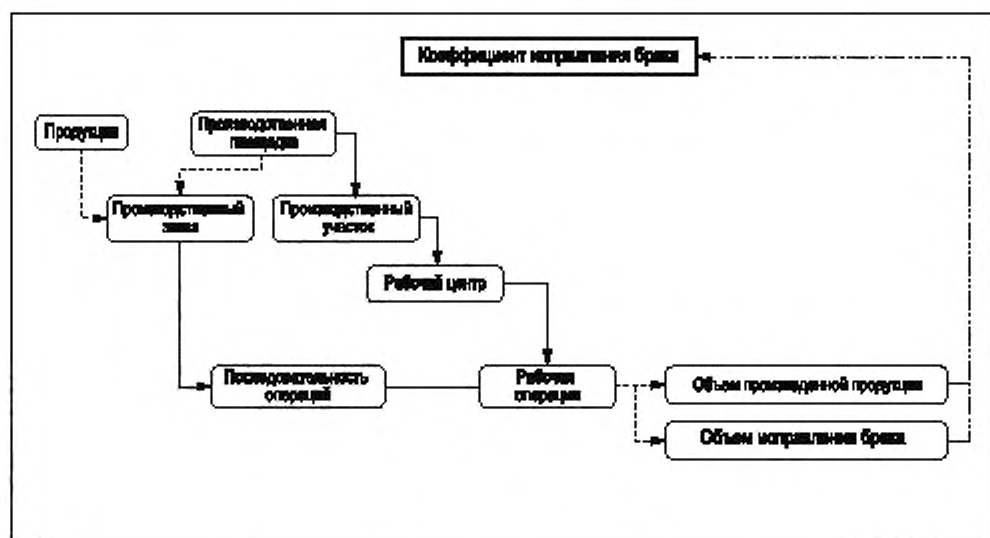 Коэффициент исправления брака
Продукция
Производственная
площадка
Производственный
заказ
Производственный
участок
Рабочий центр
Последовательность
операций
Рабочая
операция
Объем произведенной продукции
Объем исправления брака